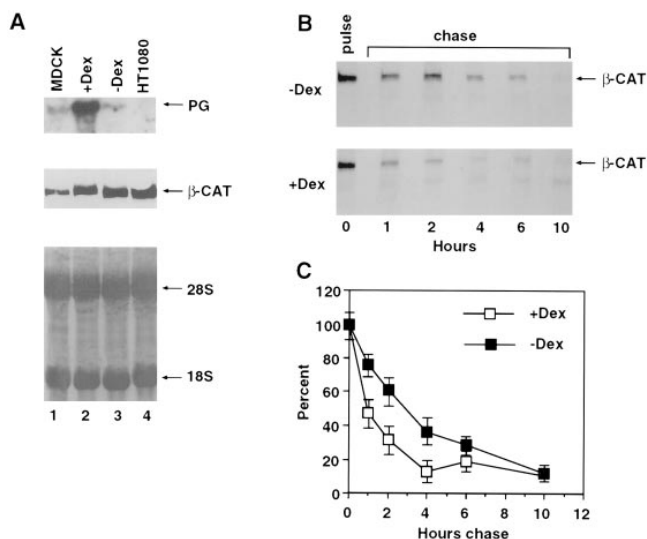 A
MDCK
+Dex
-Dex
HT1080
PG
β-CAT
28S
18S
1 2 3 4
B
pulse
chase
-Dex
β-CAT
+Dex
β-CAT
0 1 2 4 6 10
Hours
C
120
100
80
60
40
20
0
Percent
+Dex
-Dex
0 2 4 6 8 10 12
Hours chase